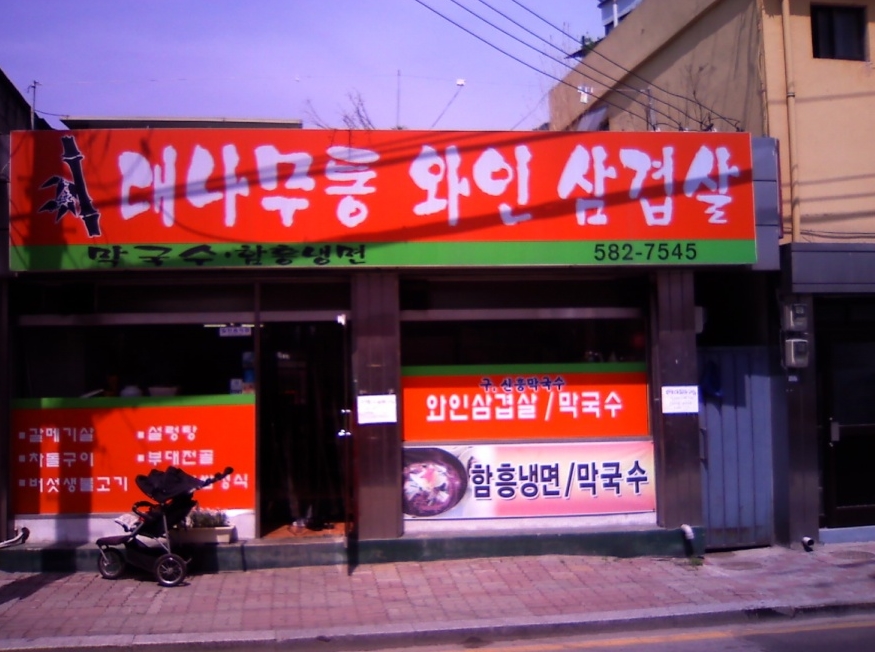 대나무통 와인 삼겹살
막국수·함흥냉면
582-7545
구. 신흥막국수
와인삼겹살/막국수
함흥냉면/막국수
갈메기살
설렁탕
차돌구이
부대전골
버섯생불고기
정식